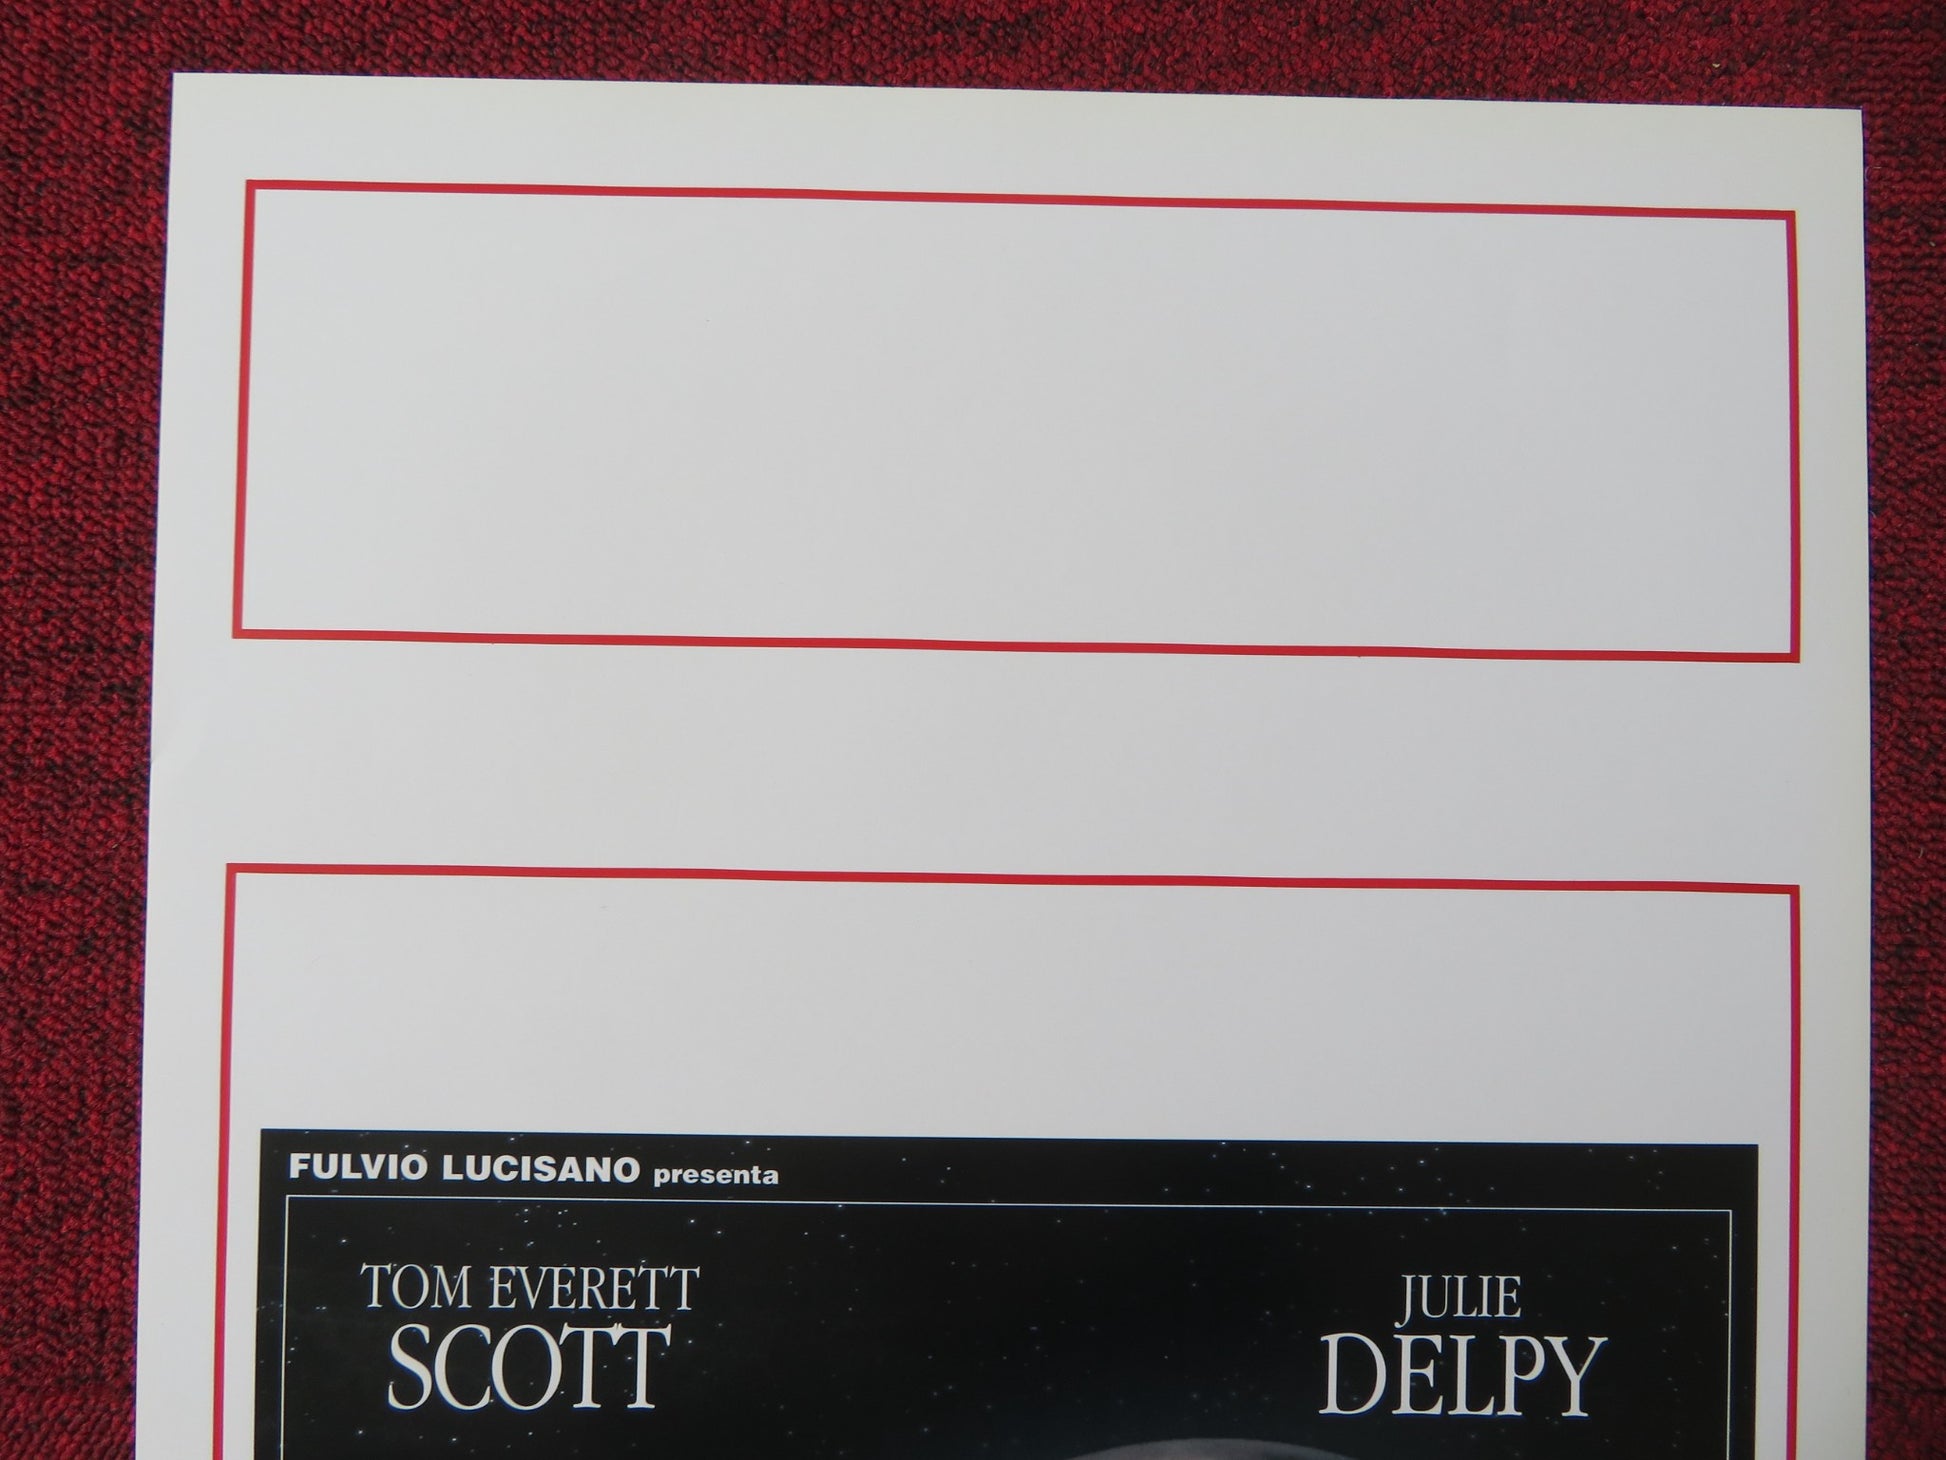 FULVIO LUCISANO presenta
TOM EVERETT
SCOTT
JULIE
DELPY